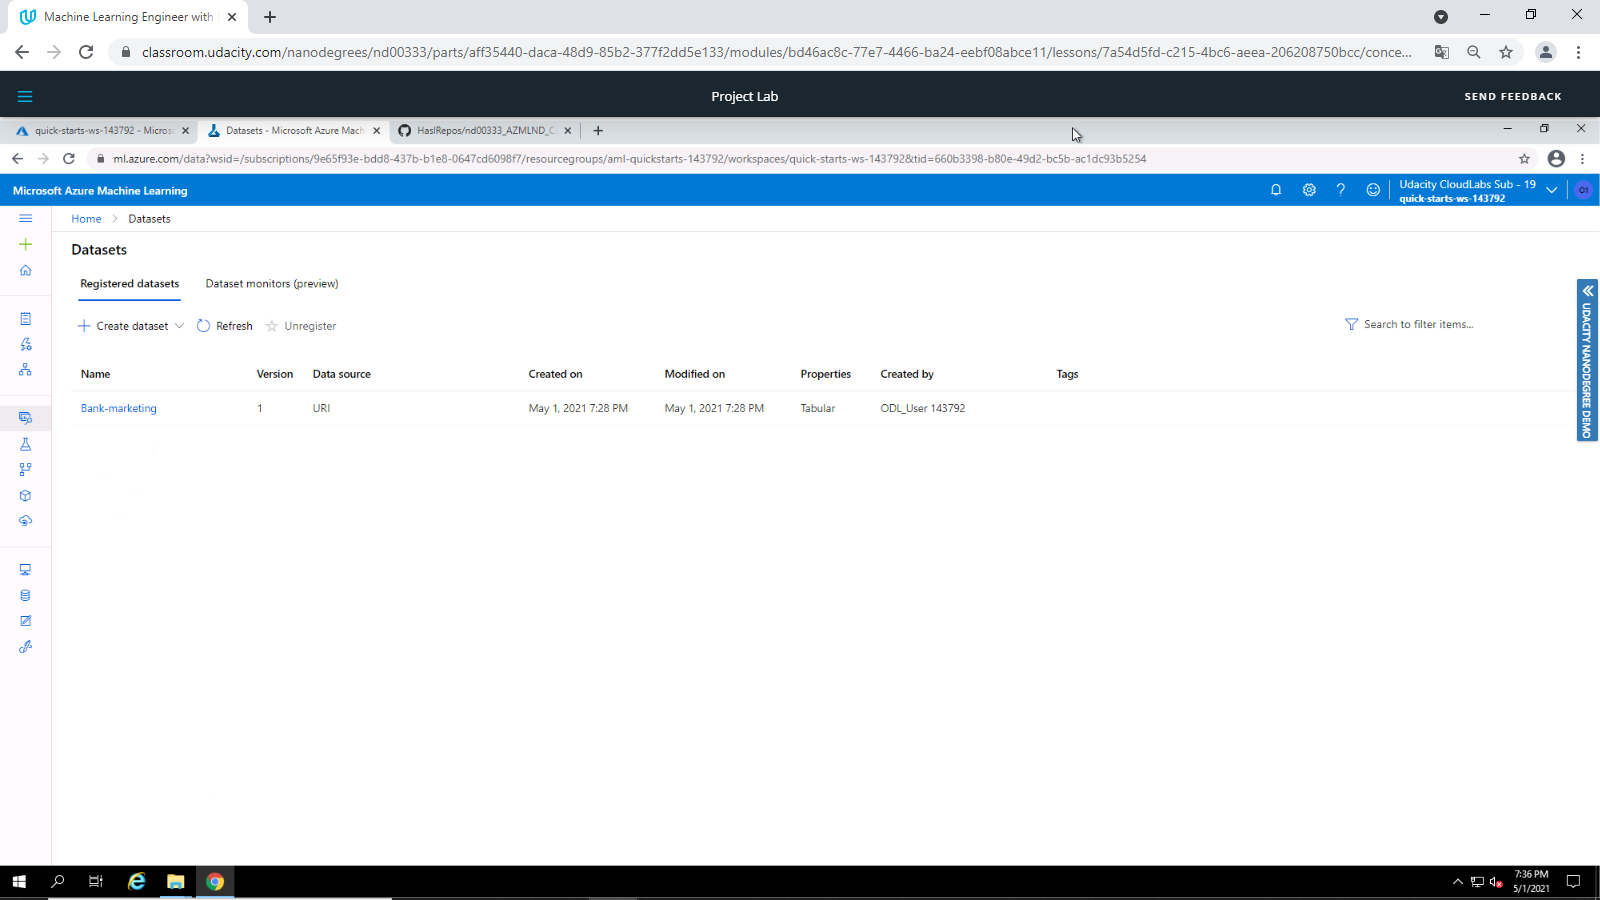 Machine Learning Engineer with
classroom.udacity.com/nanodegrees/nd00333/parts/aff35440-daca-48d9-85b2-377f2dd5e133/modules/bd46ac8c-77e7-4466-ba24-eebf08abce11/lessons/7a54d5fd-c215-4bc6-aeea-206208750bcc/conce...
Project Lab
SEND FEEDBACK
quick-starts-ws-143792 - Micros
Datasets - Microsoft Azure Mach
HaslRepos/nd00333_AZMLND_C
ml.azure.com/data?wsid=/subscriptions/9e65f93e-bdd8-437b-b1e8-0647cd6098f7/resourcegroups/aml-quickstarts-143792/workspaces/quick-starts-ws-143792&tid=660b3398-b80e-49d2-bc5b-ac1dc93b5254
Microsoft Azure Machine Learning
Udacity CloudLabs Sub - 19
quick-starts-ws-143792
O1
Home > Datasets
Datasets
Registered datasets Dataset monitors (preview)
Create dataset Refresh Unregister
Search to filter items...
UDACITY NANODEGREE DEMO
Name Version Data source Created on Modified on Properties Created by Tags
Bank-marketing 1 URI May 1, 2021 7:28 PM May 1, 2021 7:28 PM Tabular ODL_User 143792
7:36 PM
5/1/2021